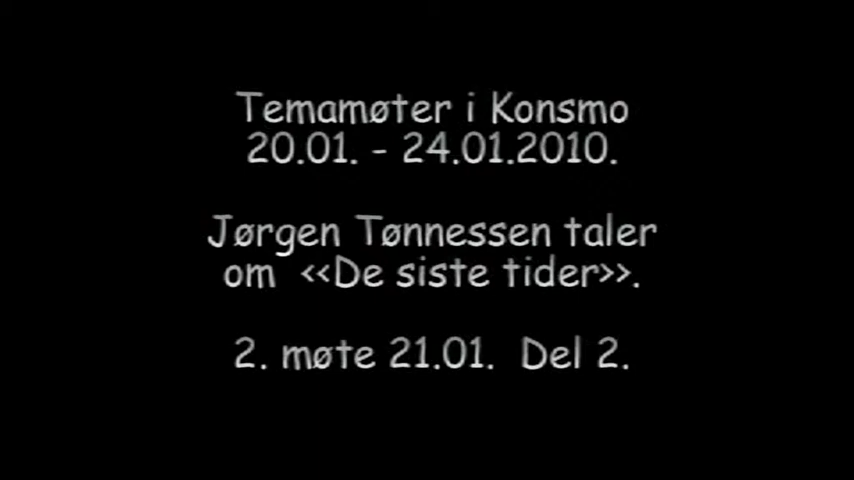 Temamøter i Konsmo
20.01. - 24.01.2010.
Jørgen Tønnessen taler
om <<De siste tider>>.
2. møte 21.01. Del 2.